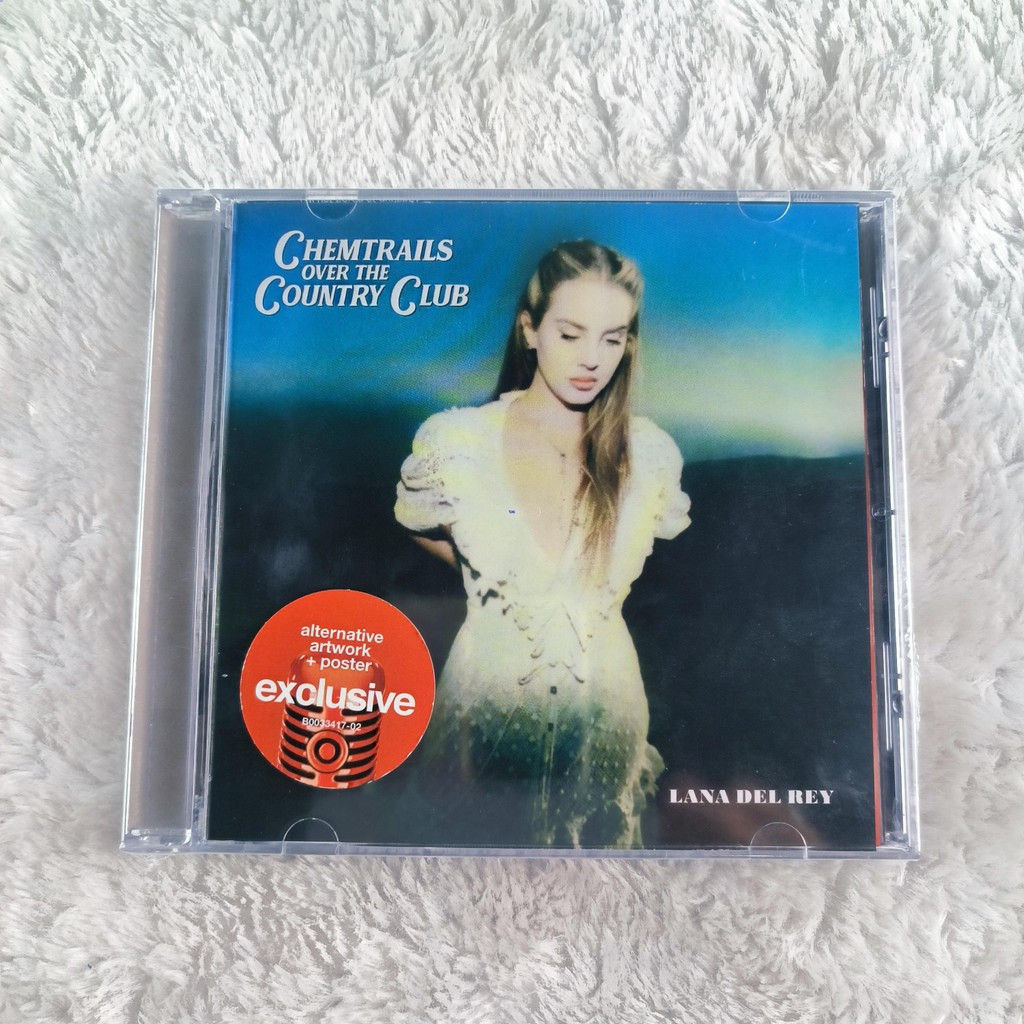 CHEMTRAILS
OVER THE
COUNTRY CLUB
alternative
artwork
+ poster
exclusive
B0033417-02
LANA DEL REY